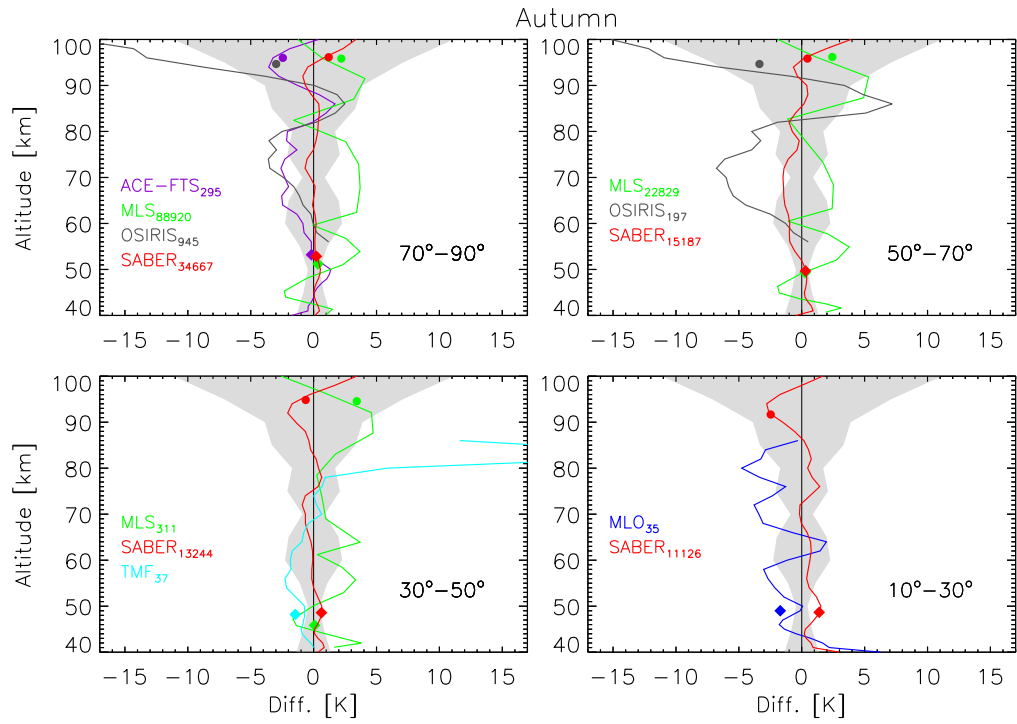 Autumn
100
90
80
70
60
50
40
Altitude [km]
ACE-FTS295
MLS88920
OSIRIS945
SABER34667
70°-90°
-15 -10 -5 0 5 10 15
100
90
80
70
60
50
40
MLS22829
OSIRIS197
SABER15187
50°-70°
-15 -10 -5 0 5 10 15
100
90
80
70
60
50
40
Altitude [km]
MLS311
SABER13244
TMF37
30°-50°
-15 -10 -5 0 5 10 15
Diff. [K]
100
90
80
70
60
50
40
MLO35
SABER11126
10°-30°
-15 -10 -5 0 5 10 15
Diff. [K]